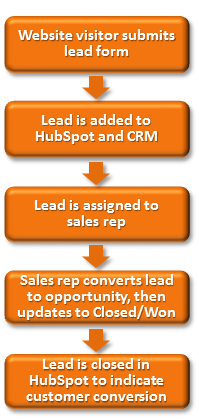 Website visitor submits
lead form
Lead is added to
HubSpot and CRM
Lead is assigned to
sales rep
Sales rep converts lead
to opportunity, then
updates to Closed/Won
Lead is closed in
HubSpot to indicate
customer conversion